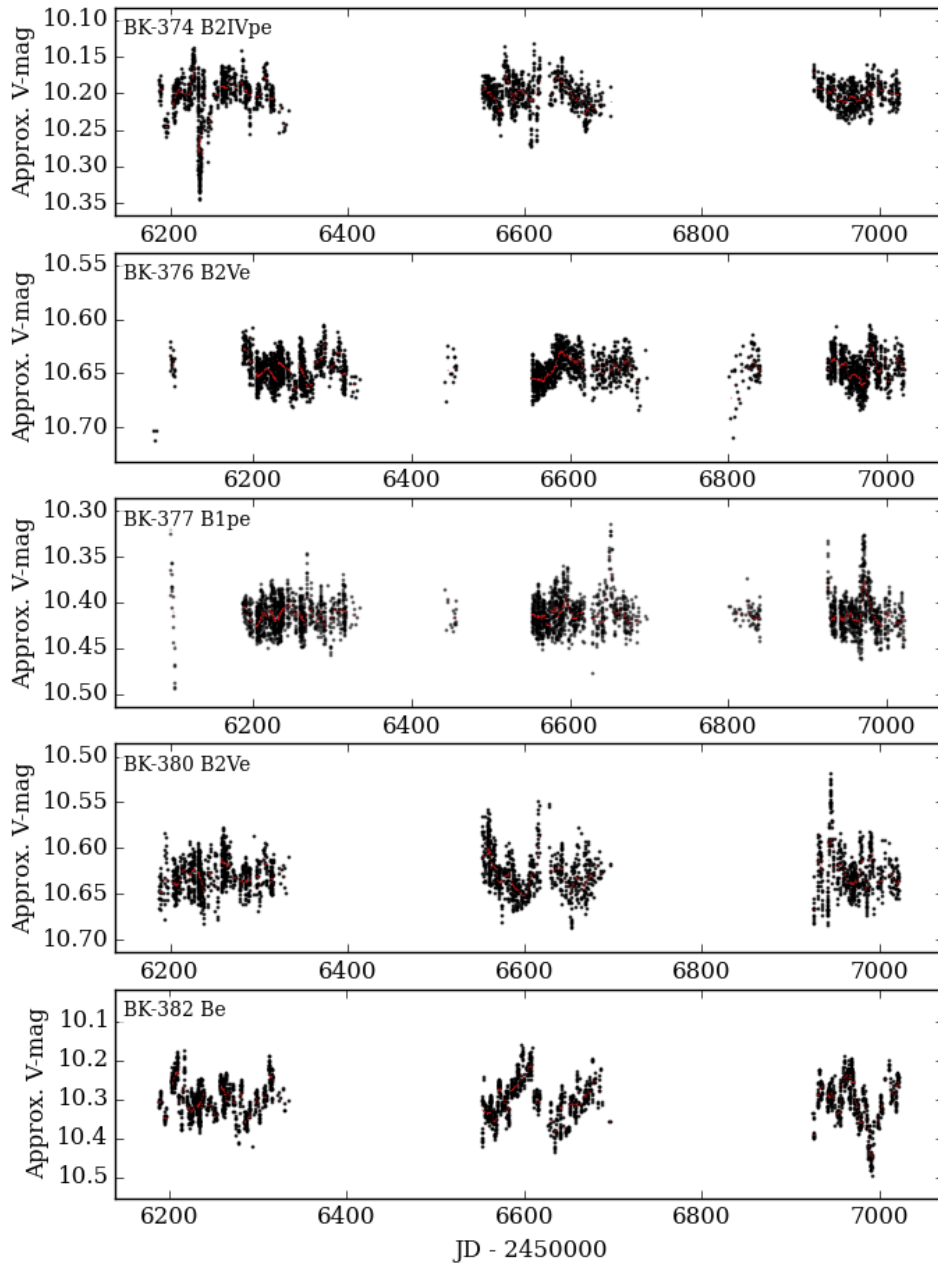 BK-374 B2IVpe
Approx. V-mag
10.10
10.15
10.20
10.25
10.30
10.35
6200 6400 6600 6800 7000
BK-376 B2Ve
Approx. V-mag
10.55
10.60
10.65
10.70
6200 6400 6600 6800 7000
BK-377 B1pe
Approx. V-mag
10.30
10.35
10.40
10.45
10.50
6200 6400 6600 6800 7000
BK-380 B2Ve
Approx. V-mag
10.50
10.55
10.60
10.65
10.70
6200 6400 6600 6800 7000
BK-382 Be
Approx. V-mag
10.1
10.2
10.3
10.4
10.5
6200 6400 6600 6800 7000
JD - 2450000